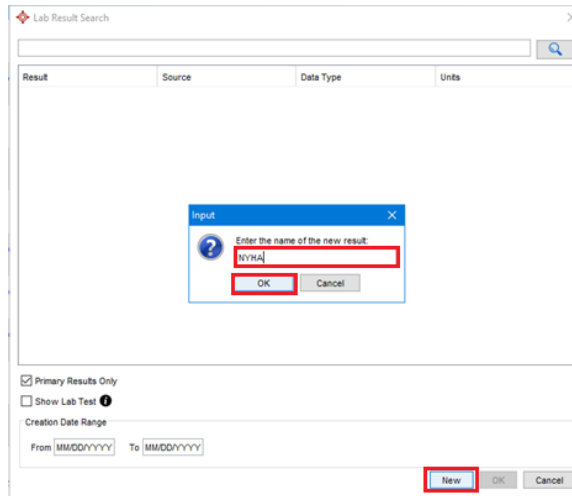 Lab Result Search
Result Source Data Type Units
Input
Enter the name of the new result:
NYHA
OK Cancel
Primary Results Only
Show Lab Test
Creation Date Range
From MM/DD/YYYY To MM/DD/YYYY
New OK Cancel